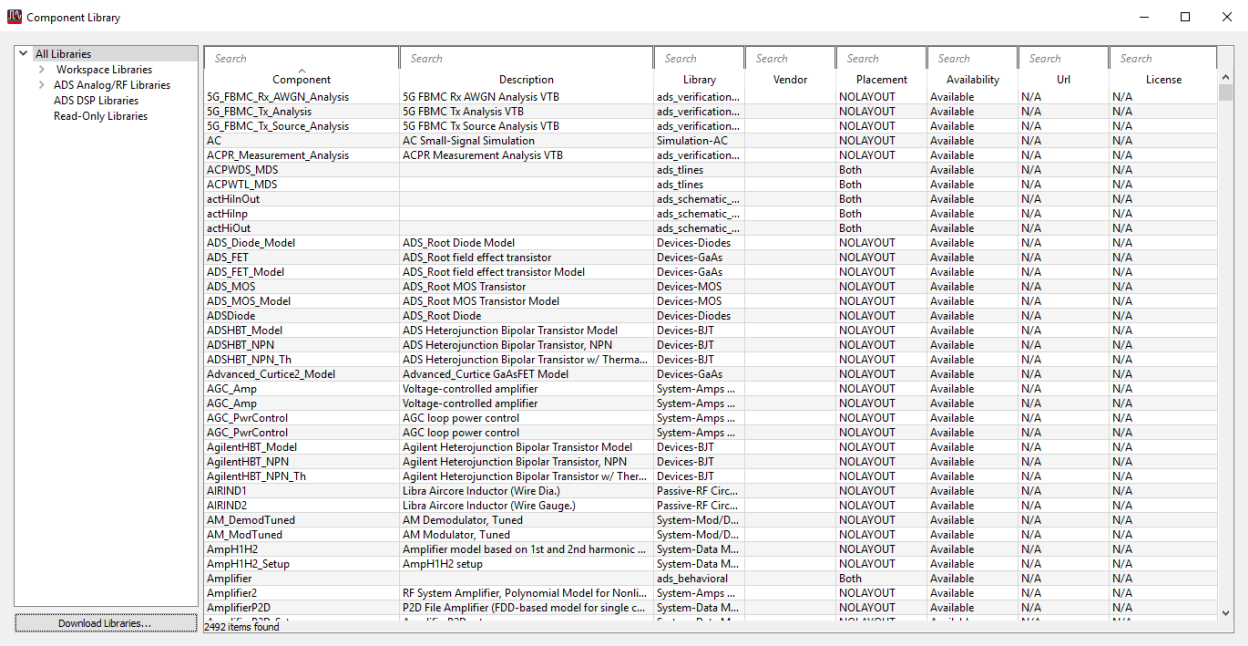 Component Library
All Libraries
Workspace Libraries
ADS Analog/RF Libraries
ADS DSP Libraries
Read-Only Libraries
Download Libraries...
Search Search Search Search Search Search Search Search
Component Description Library Vendor Placement Availability Url License
5G_FBMC_Rx_AWGN_Analysis 5G FBMC Rx AWGN Analysis VTB ads_verification... NOLAYOUT Available N/A N/A
5G_FBMC_Tx_Analysis 5G FBMC Tx Analysis VTB ads_verification... NOLAYOUT Available N/A N/A
5G_FBMC_Tx_Source_Analysis 5G FBMC Tx Source Analysis VTB ads_verification... NOLAYOUT Available N/A N/A
AC AC Small-Signal Simulation Simulation-AC NOLAYOUT Available N/A N/A
ACPR_Measurement_Analysis ACPR Measurement Analysis VTB ads_verification... NOLAYOUT Available N/A N/A
ACPWDS_MDS ads_tlines Both Available N/A N/A
ACPWTL_MDS ads_tlines Both Available N/A N/A
actHiInOut ads_schematic_... Both Available N/A N/A
actHiInp ads_schematic_... Both Available N/A N/A
actHiOut ads_schematic_... Both Available N/A N/A
ADS_Diode_Model ADS_Root Diode Model Devices-Diodes NOLAYOUT Available N/A N/A
ADS_FET ADS_Root field effect transistor Devices-GaAs NOLAYOUT Available N/A N/A
ADS_FET_Model ADS_Root field effect transistor Model Devices-GaAs NOLAYOUT Available N/A N/A
ADS_MOS ADS_Root MOS Transistor Devices-MOS NOLAYOUT Available N/A N/A
ADS_MOS_Model ADS_Root MOS Transistor Model Devices-MOS NOLAYOUT Available N/A N/A
ADSDiode ADS_Root Diode Devices-Diodes NOLAYOUT Available N/A N/A
ADSHBT_Model ADS Heterojunction Bipolar Transistor Model Devices-BJT NOLAYOUT Available N/A N/A
ADSHBT_NPN ADS Heterojunction Bipolar Transistor, NPN Devices-BJT NOLAYOUT Available N/A N/A
ADSHBT_NPN_Th ADS Heterojunction Bipolar Transistor w/ Therma... Devices-BJT NOLAYOUT Available N/A N/A
Advanced_Curtice2_Model Advanced_Curtice GaAsFET Model Devices-GaAs NOLAYOUT Available N/A N/A
AGC_Amp Voltage-controlled amplifier System-Amps ... NOLAYOUT Available N/A N/A
AGC_Amp Voltage-controlled amplifier System-Amps ... NOLAYOUT Available N/A N/A
AGC_PwrControl AGC loop power control System-Amps ... NOLAYOUT Available N/A N/A
AGC_PwrControl AGC loop power control System-Amps ... NOLAYOUT Available N/A N/A
AgilentHBT_Model Agilent Heterojunction Bipolar Transistor Model Devices-BJT NOLAYOUT Available N/A N/A
AgilentHBT_NPN Agilent Heterojunction Bipolar Transistor, NPN Devices-BJT NOLAYOUT Available N/A N/A
AgilentHBT_NPN_Th Agilent Heterojunction Bipolar Transistor w/ Ther... Devices-BJT NOLAYOUT Available N/A N/A
AIRIND1 Libra Aircore Inductor (Wire Dia.) Passive-RF Circ... NOLAYOUT Available N/A N/A
AIRIND2 Libra Aircore Inductor (Wire Gauge.) Passive-RF Circ... NOLAYOUT Available N/A N/A
AM_DemodTuned AM Demodulator, Tuned System-Mod/D... NOLAYOUT Available N/A N/A
AM_ModTuned AM Modulator, Tuned System-Mod/D... NOLAYOUT Available N/A N/A
AmpH1H2 Amplifier model based on 1st and 2nd harmonic ... System-Data M... NOLAYOUT Available N/A N/A
AmpH1H2_Setup AmpH1H2 setup System-Data M... NOLAYOUT Available N/A N/A
Amplifier ads_behavioral Both Available N/A N/A
Amplifier2 RF System Amplifier, Polynomial Model for Nonli... System-Amps ... NOLAYOUT Available N/A N/A
AmplifierP2D P2D File Amplifier (FDD-based model for single c... System-Data M... NOLAYOUT Available N/A N/A
2492 items found